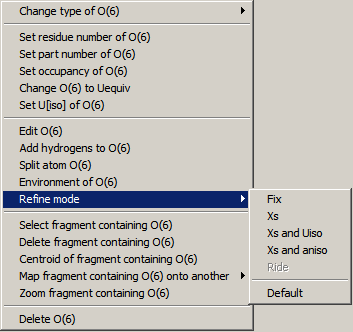 Change type of O(6)
Set residue number of O(6)
Set part number of O(6)
Set occupancy of O(6)
Change O(6) to Uequiv
Set U[iso] of O(6)
Edit O(6)
Add hydrogens to O(6)
Split atom O(6)
Environment of O(6)
Refine mode
Fix
Xs
Xs and Uiso
Xs and aniso
Ride
Default
Select fragment containing O(6)
Delete fragment containing O(6)
Centroid of fragment containing O(6)
Map fragment containing O(6) onto another
Zoom fragment containing O(6)
Delete O(6)